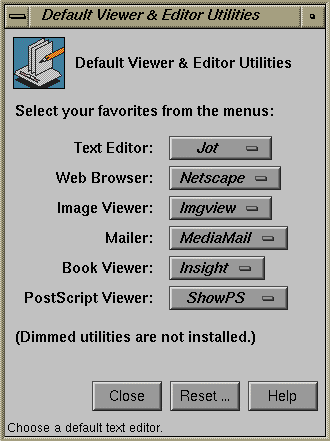 Default Viewer & Editor Utilities
Default Viewer & Editor Utilities
Select your favorites from the menus:
Text Editor: Jot
Web Browser: Netscape
Image Viewer: Imgview
Mailer: MediaMail
Book Viewer: Insight
PostScript Viewer: ShowPS
(Dimmed utilities are not installed.)
Close Reset ... Help
Choose a default text editor.